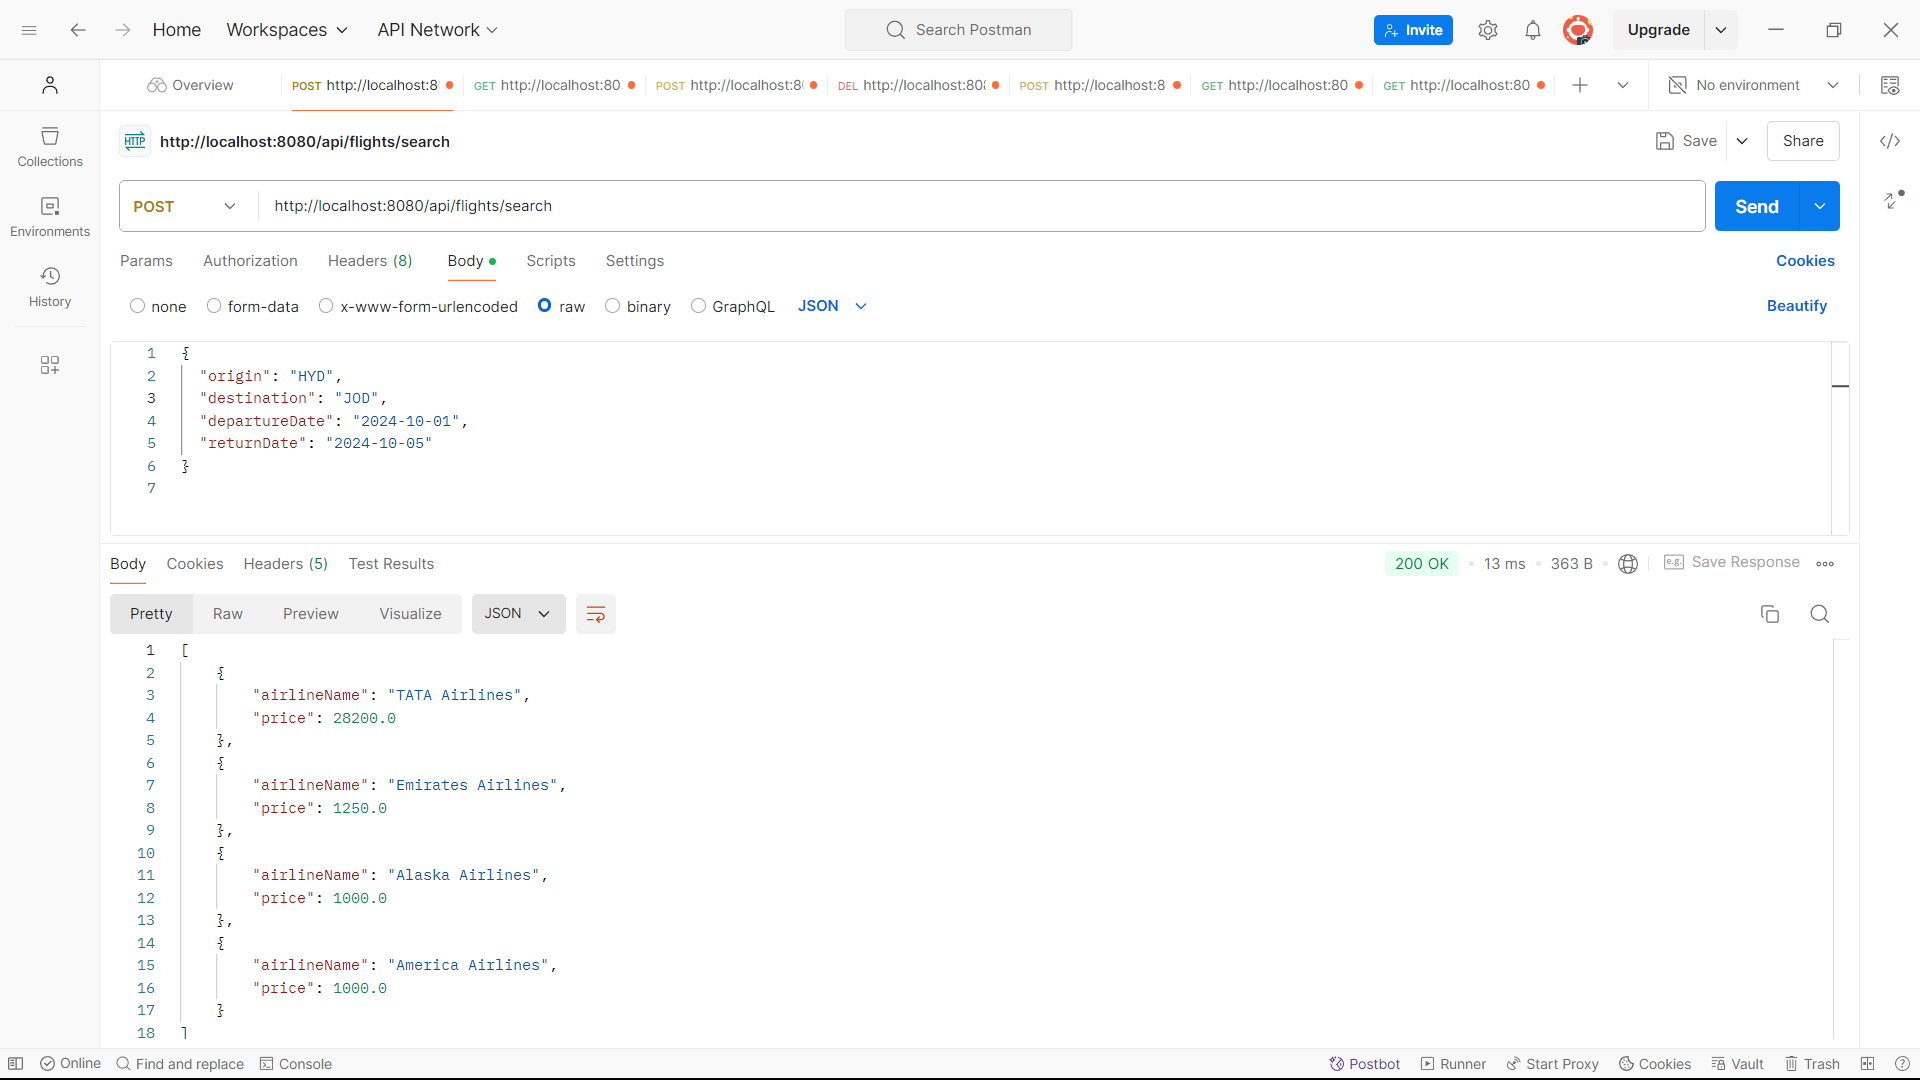 Home Workspaces API Network Search Postman Invite Upgrade
Overview POST http://localhost:8 GET http://localhost:80 POST http://localhost:8 DEL http://localhost:80 POST http://localhost:8 GET http://localhost:80 GET http://localhost:80 No environment
HTTP http://localhost:8080/api/flights/search Save Share
Collections
Environments
History
POST http://localhost:8080/api/flights/search Send
Params Authorization Headers (8) Body Scripts Settings Cookies
none form-data x-www-form-urlencoded raw binary GraphQL JSON Beautify
1 {
2 "origin": "HYD",
3 "destination": "JOD",
4 "departureDate": "2024-10-01",
5 "returnDate": "2024-10-05"
6 }
7
Body Cookies Headers (5) Test Results 200 OK 13 ms 363 B e.g. Save Response
Pretty Raw Preview Visualize JSON
1 [
2 {
3 "airlineName": "TATA Airlines",
4 "price": 28200.0
5 },
6 {
7 "airlineName": "Emirates Airlines",
8 "price": 1250.0
9 },
10 {
11 "airlineName": "Alaska Airlines",
12 "price": 1000.0
13 },
14 {
15 "airlineName": "America Airlines",
16 "price": 1000.0
17 }
18 ]
Online Find and replace Console Postbot Runner Start Proxy Cookies Vault Trash